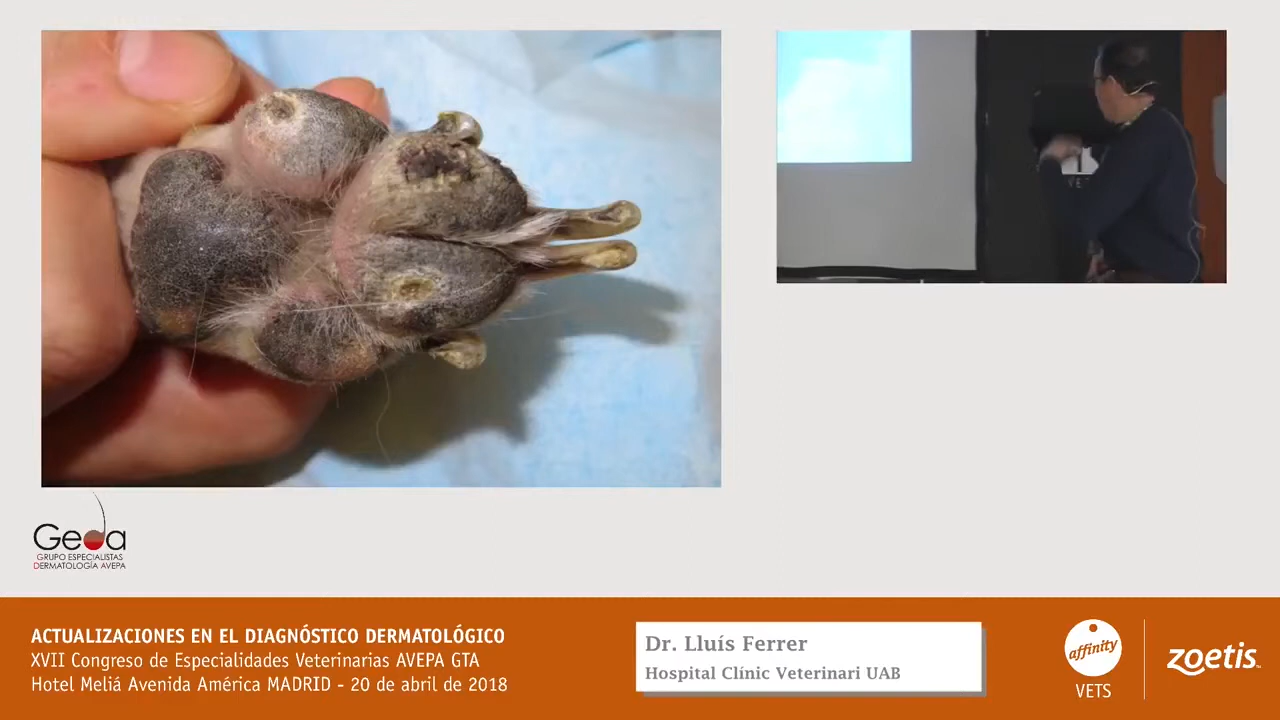 Geda
GRUPO ESPECIALISTAS
DERMATOLOGÍA AVEPA
ACTUALIZACIONES EN EL DIAGNÓSTICO DERMATOLÓGICO
XVII Congreso de Especialidades Veterinarias AVEPA GTA
Hotel Meliá Avenida América MADRID - 20 de abril de 2018
Dr. Lluís Ferrer
Hospital Clínic Veterinari UAB
affinity
VETS
zoetis